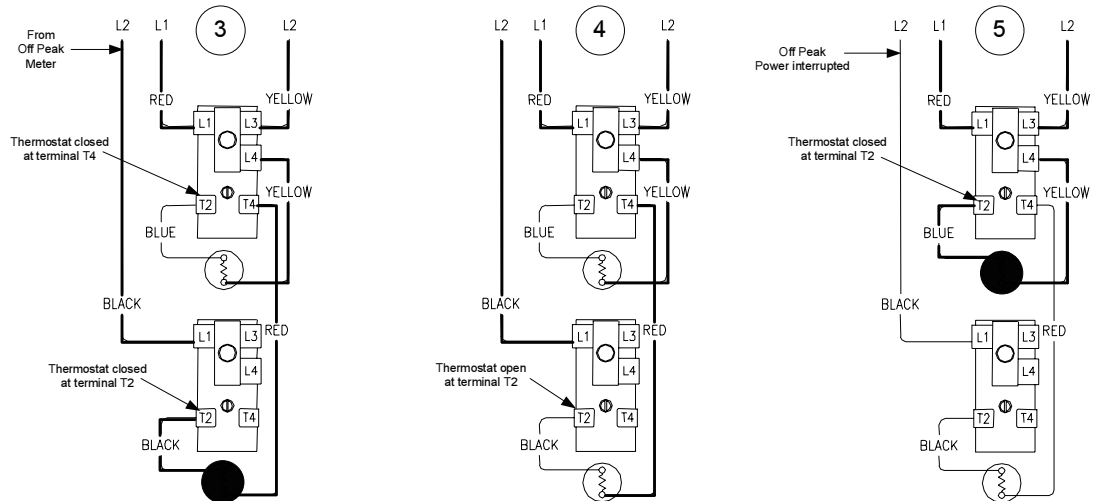 L2
L1
3
L2
From
Off Peak
Meter
RED
YELLOW
L1
L3
L4
Thermostat closed
at terminal T4
YELLOW
T2
T4
BLUE
BLACK
RED
L1
L3
L4
Thermostat closed
at terminal T2
T2
T4
BLACK
L2
L1
4
L2
RED
YELLOW
L1
L3
L4
YELLOW
T2
T4
BLUE
BLACK
RED
L1
L3
L4
Thermostat open
at terminal T2
T2
T4
BLACK
L2
L1
5
L2
Off Peak
Power interrupted
RED
YELLOW
L1
L3
L4
Thermostat closed
at terminal T2
YELLOW
T2
T4
BLUE
BLACK
RED
L1
L3
L4
T2
T4
BLACK